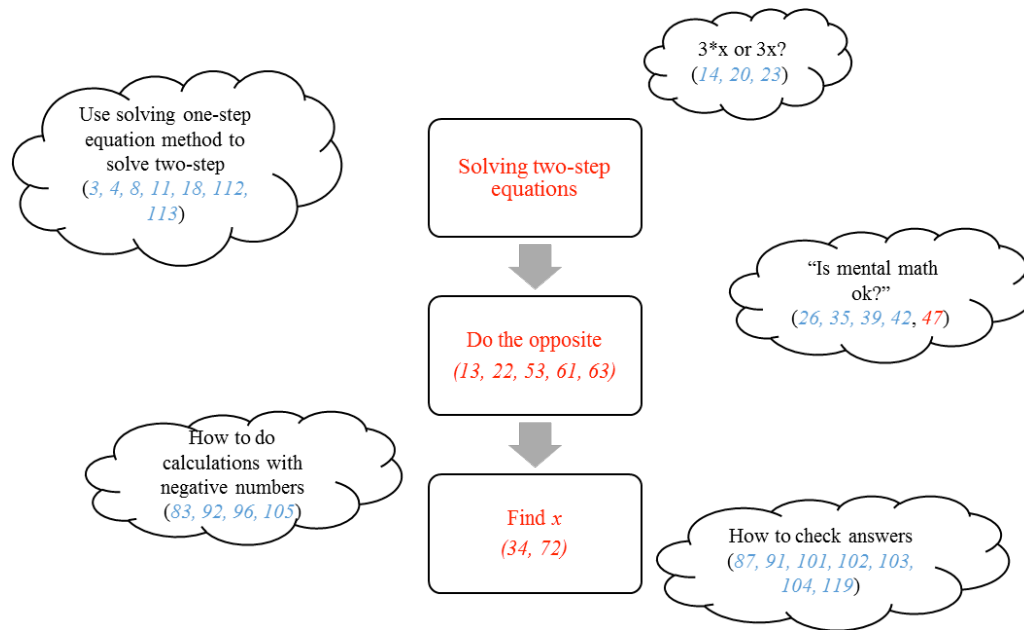 3*x or 3x?
(14, 20, 23)
Use solving one-step
equation method to
solve two-step
(3, 4, 8, 11, 18, 112,
113)
Solving two-step
equations
“Is mental math
ok?”
(26, 35, 39, 42, 47)
Do the opposite
(13, 22, 53, 61, 63)
How to do
calculations with
negative numbers
(83, 92, 96, 105)
Find x
(34, 72)
How to check answers
(87, 91, 101, 102, 103,
104, 119)